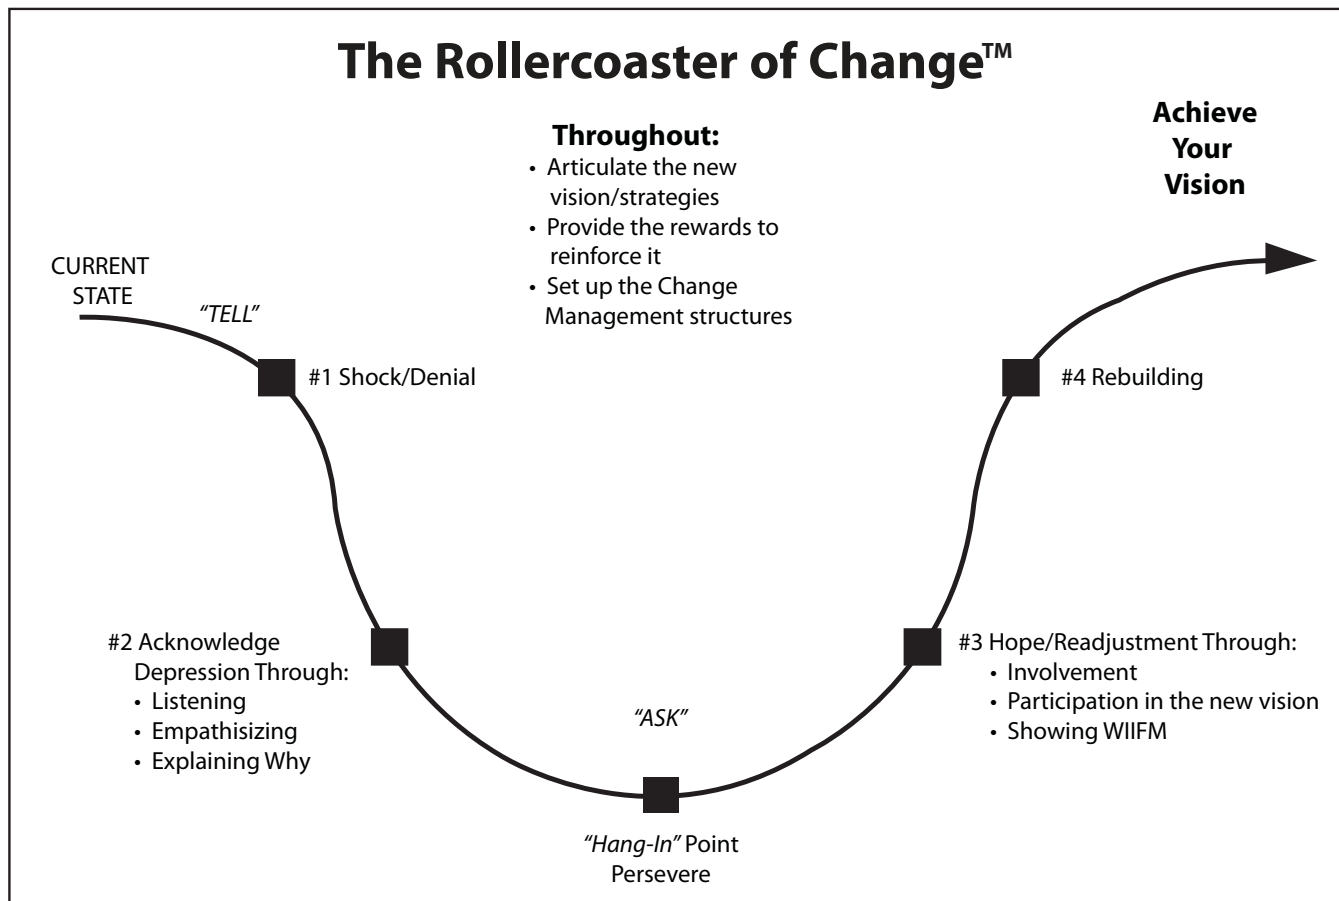 The Rollercoaster of Change™
Throughout:
• Articulate the new
vision/strategies
• Provide the rewards to
reinforce it
• Set up the Change
Management structures
Achieve
Your
Vision
CURRENT
STATE
“TELL”
#1 Shock/Denial
#4 Rebuilding
#2 Acknowledge
Depression Through:
• Listening
• Empathisizing
• Explaining Why
“ASK”
#3 Hope/Readjustment Through:
• Involvement
• Participation in the new vision
• Showing WIIFM
“Hang-In” Point
Persevere